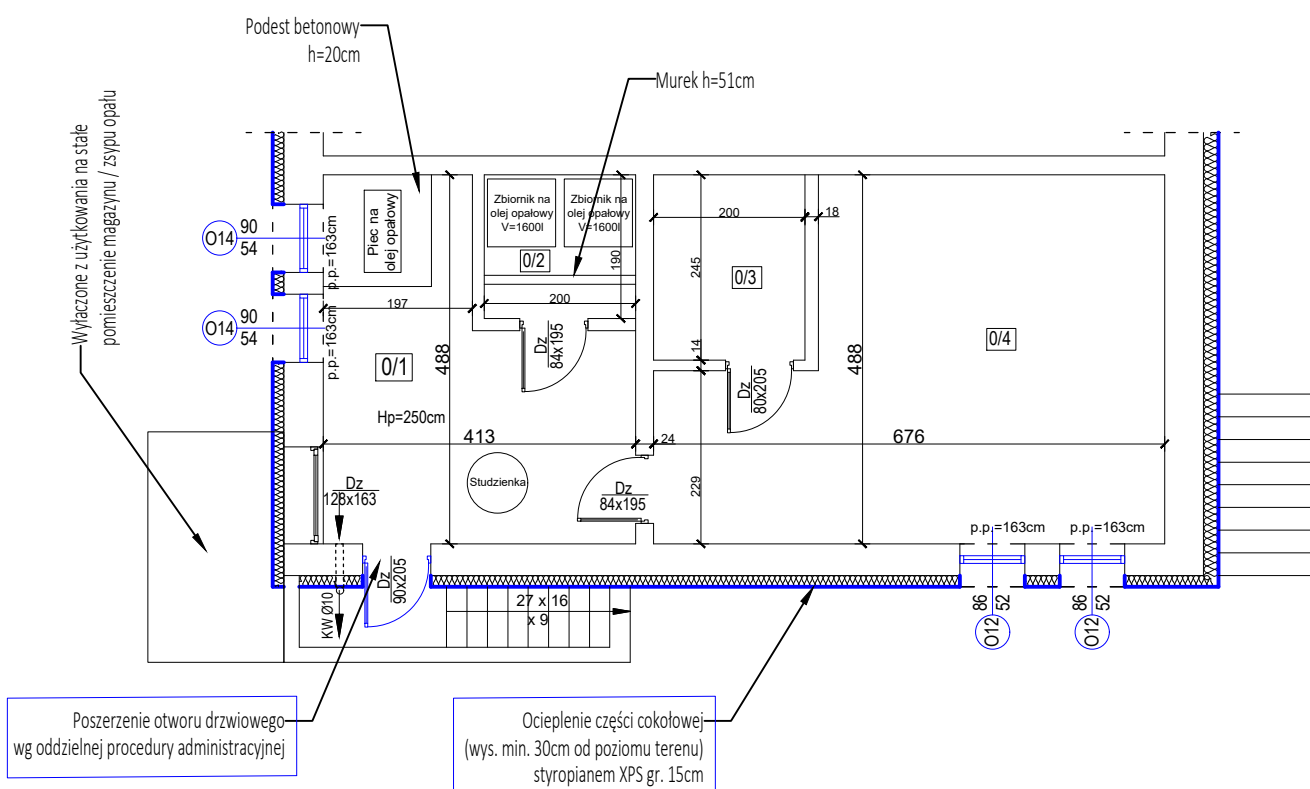 Podest betonowy
h=20cm
Murek h=51cm
Wyłaczone z użytkowania na stałe
pomieszczenie magazynu / zsypu opału
O14
90
54
p.p.=163cm
Piec na
olej opałowy
Zbiornik na
olej opałowy
V=1600l
Zbiornik na
olej opałowy
V=1600l
0/2
190
200
200
18
245
0/3
0/4
O14
90
54
p.p.=163cm
197
0/1
488
Dz
84x195
14
Dz
80x205
488
Hp=250cm
413
24
676
Studzienka
Dz
128x163
Dz
84x195
229
p.p.=163cm
p.p.=163cm
KW Ø10
Dz
90x205
27 x 16
x 9
86
52
O12
86
52
O12
Poszerzenie otworu drzwiowego
wg oddzielnej procedury administracyjnej
Ocieplenie części cokołowej
(wys. min. 30cm od poziomu terenu)
styropianem XPS gr. 15cm